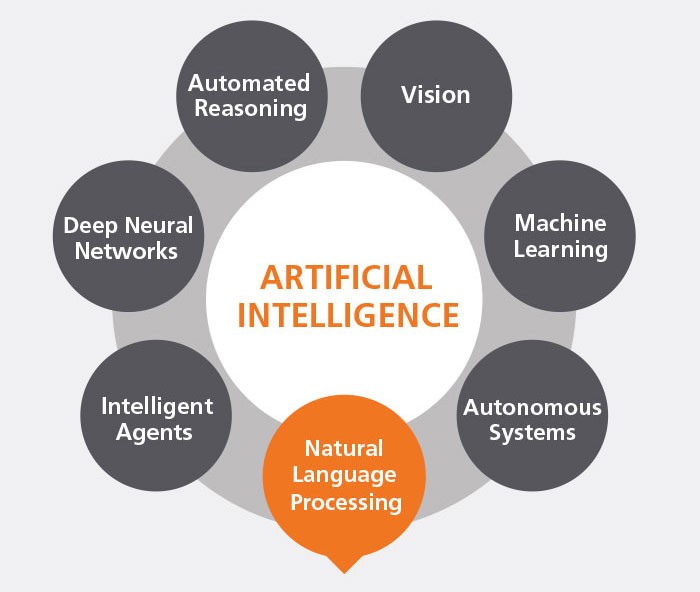 Automated
Reasoning
Vision
Deep Neural
Networks
Machine
Learning
ARTIFICIAL
INTELLIGENCE
Intelligent
Agents
Autonomous
Systems
Natural
Language
Processing